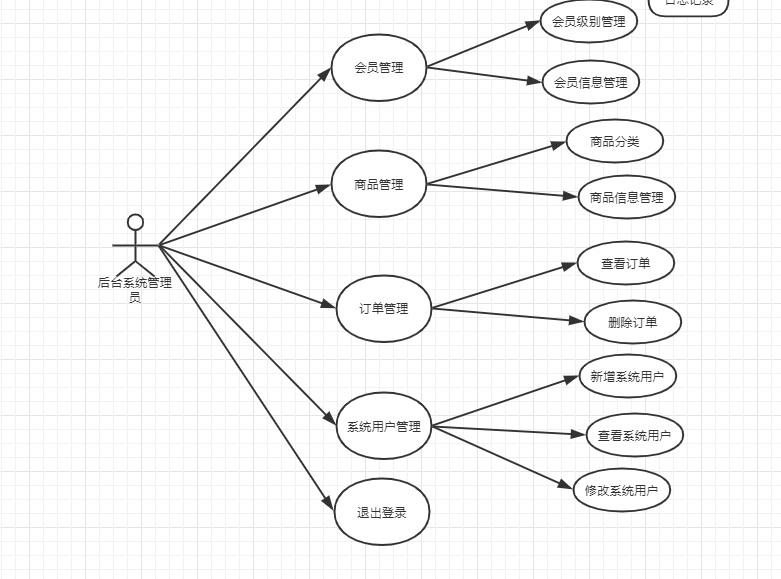 会员级别管理
会员管理
会员信息管理
商品分类
商品管理
商品信息管理
查看订单
后台系统管理
员
订单管理
删除订单
新增系统用户
系统用户管理
查看系统用户
修改系统用户
退出登录